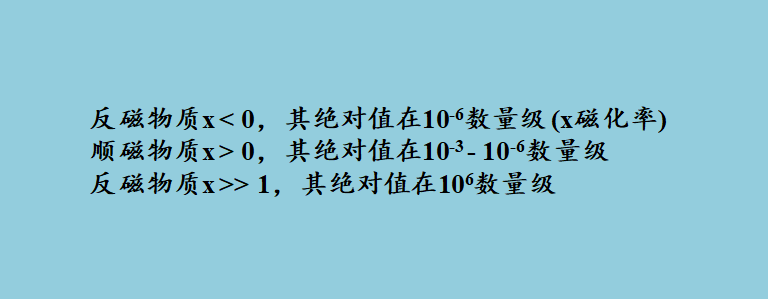 反磁物质x < 0，其绝对值在10⁻⁶数量级 (x磁化率)
顺磁物质x > 0，其绝对值在10⁻³ - 10⁻⁶数量级
反磁物质x >> 1，其绝对值在10⁶数量级